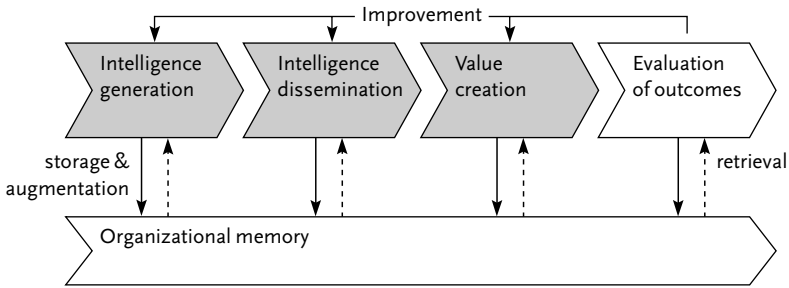 Improvement
Intelligence
generation
Intelligence
dissemination
Value
creation
Evaluation
of outcomes
storage &
augmentation
retrieval
Organizational memory